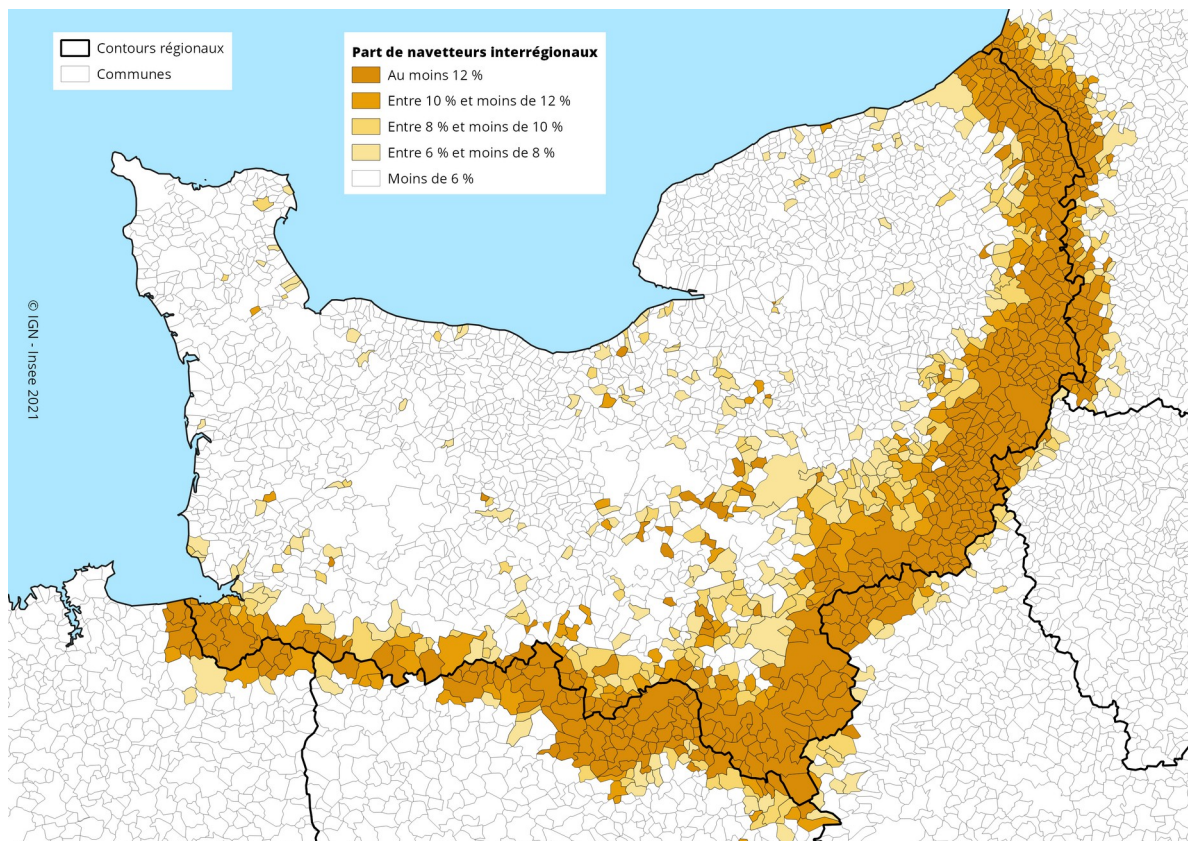 Contours régionaux
Communes
Part de navetteurs interrégionaux
Au moins 12 %
Entre 10 % et moins de 12 %
Entre 8 % et moins de 10 %
Entre 6 % et moins de 8 %
Moins de 6 %
© IGN - Insee 2021